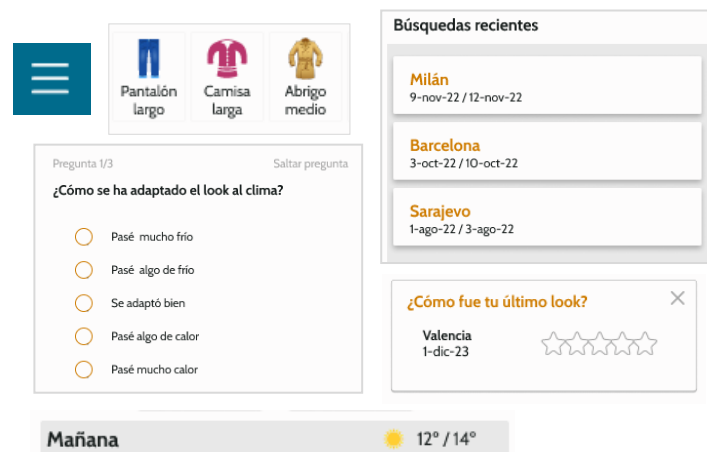 Pantalón
largo
Camisa
larga
Abrigo
medio
Pregunta 1/3
Saltar pregunta
¿Cómo se ha adaptado el look al clima?
Pasé mucho frío
Pasé algo de frío
Se adaptó bien
Pasé algo de calor
Pasé mucho calor
Búsquedas recientes
Milán
9-nov-22 / 12-nov-22
Barcelona
3-oct-22 / 10-oct-22
Sarajevo
1-ago-22 / 3-ago-22
¿Cómo fue tu último look?
Valencia
1-dic-23
Mañana
12º / 14º